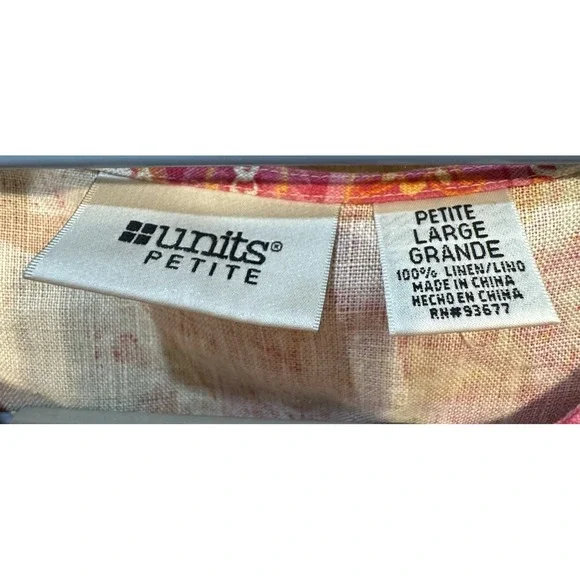 units®
PETITE
PETITE
LARGE
GRANDE
100% LINEN/LINO
MADE IN CHINA
HECHO EN CHINA
RN#93677